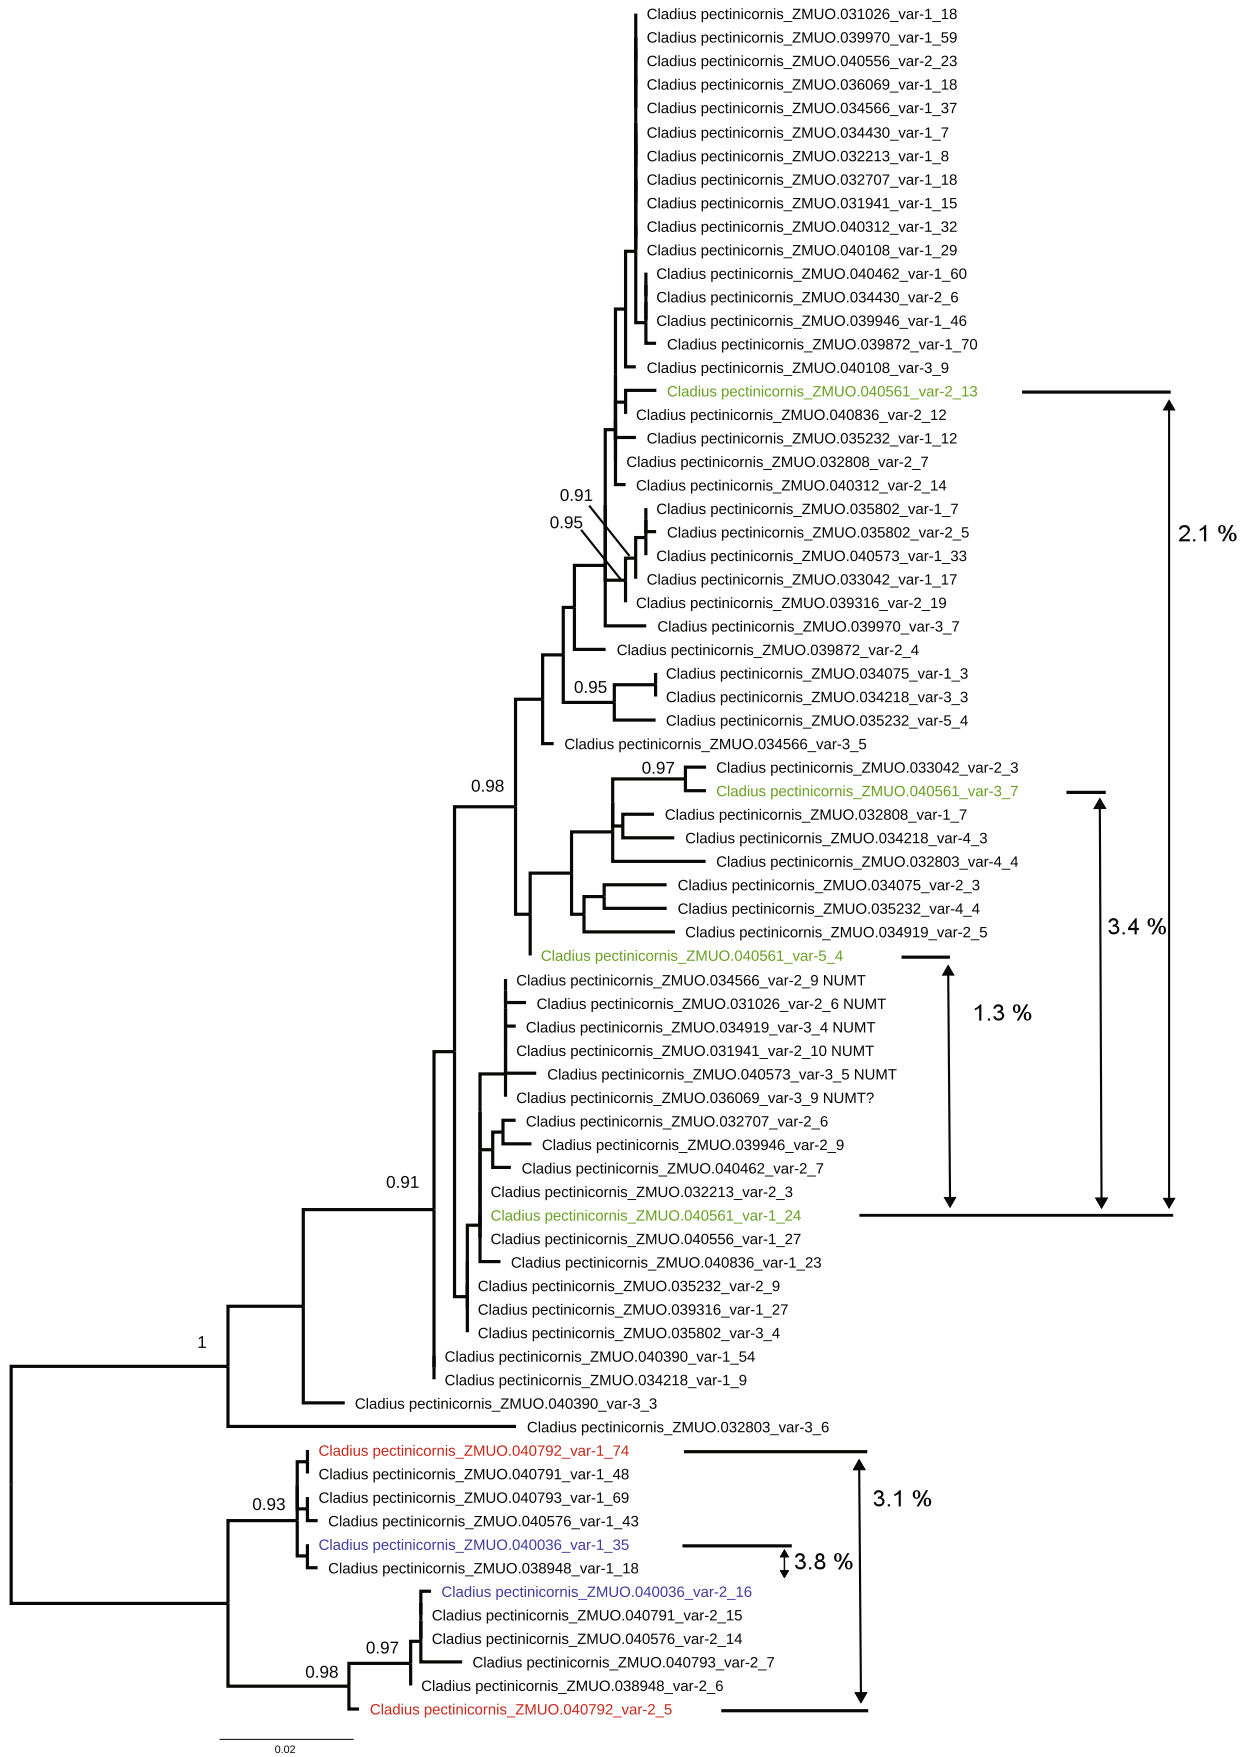 Cladius pectinicornis_ZMUO.031026_var-1_18
Cladius pectinicornis_ZMUO.039970_var-1_59
Cladius pectinicornis_ZMUO.040556_var-2_23
Cladius pectinicornis_ZMUO.036069_var-1_18
Cladius pectinicornis_ZMUO.034566_var-1_37
Cladius pectinicornis_ZMUO.034430_var-1_7
Cladius pectinicornis_ZMUO.032213_var-1_8
Cladius pectinicornis_ZMUO.032707_var-1_18
Cladius pectinicornis_ZMUO.031941_var-1_15
Cladius pectinicornis_ZMUO.040312_var-1_32
Cladius pectinicornis_ZMUO.040108_var-1_29
Cladius pectinicornis_ZMUO.040462_var-1_60
Cladius pectinicornis_ZMUO.034430_var-2_6
Cladius pectinicornis_ZMUO.039946_var-1_46
Cladius pectinicornis_ZMUO.039872_var-1_70
Cladius pectinicornis_ZMUO.040108_var-3_9
Cladius pectinicornis_ZMUO.040561_var-2_13
Cladius pectinicornis_ZMUO.040836_var-2_12
Cladius pectinicornis_ZMUO.035232_var-1_12
Cladius pectinicornis_ZMUO.032808_var-2_7
Cladius pectinicornis_ZMUO.040312_var-2_14
0.91
Cladius pectinicornis_ZMUO.035802_var-1_7
0.95
Cladius pectinicornis_ZMUO.035802_var-2_5
2.1 %
Cladius pectinicornis_ZMUO.040573_var-1_33
Cladius pectinicornis_ZMUO.033042_var-1_17
Cladius pectinicornis_ZMUO.039316_var-2_19
Cladius pectinicornis_ZMUO.039970_var-3_7
Cladius pectinicornis_ZMUO.039872_var-2_4
Cladius pectinicornis_ZMUO.034075_var-1_3
0.95
Cladius pectinicornis_ZMUO.034218_var-3_3
Cladius pectinicornis_ZMUO.035232_var-5_4
Cladius pectinicornis_ZMUO.034566_var-3_5
0.97
Cladius pectinicornis_ZMUO.033042_var-2_3
0.98
Cladius pectinicornis_ZMUO.040561_var-3_7
Cladius pectinicornis_ZMUO.032808_var-1_7
Cladius pectinicornis_ZMUO.034218_var-4_3
Cladius pectinicornis_ZMUO.032803_var-4_4
Cladius pectinicornis_ZMUO.034075_var-2_3
Cladius pectinicornis_ZMUO.035232_var-4_4
3.4 %
Cladius pectinicornis_ZMUO.034919_var-2_5
Cladius pectinicornis_ZMUO.040561_var-5_4
Cladius pectinicornis_ZMUO.034566_var-2_9 NUMT
Cladius pectinicornis_ZMUO.031026_var-2_6 NUMT
1.3 %
Cladius pectinicornis_ZMUO.034919_var-3_4 NUMT
Cladius pectinicornis_ZMUO.031941_var-2_10 NUMT
Cladius pectinicornis_ZMUO.040573_var-3_5 NUMT
Cladius pectinicornis_ZMUO.036069_var-3_9 NUMT?
Cladius pectinicornis_ZMUO.032707_var-2_6
Cladius pectinicornis_ZMUO.039946_var-2_9
Cladius pectinicornis_ZMUO.040462_var-2_7
0.91
Cladius pectinicornis_ZMUO.032213_var-2_3
Cladius pectinicornis_ZMUO.040561_var-1_24
Cladius pectinicornis_ZMUO.040556_var-1_27
Cladius pectinicornis_ZMUO.040836_var-1_23
Cladius pectinicornis_ZMUO.035232_var-2_9
Cladius pectinicornis_ZMUO.039316_var-1_27
Cladius pectinicornis_ZMUO.035802_var-3_4
1
Cladius pectinicornis_ZMUO.040390_var-1_54
Cladius pectinicornis_ZMUO.034218_var-1_9
Cladius pectinicornis_ZMUO.040390_var-3_3
Cladius pectinicornis_ZMUO.032803_var-3_6
Cladius pectinicornis_ZMUO.040792_var-1_74
Cladius pectinicornis_ZMUO.040791_var-1_48
0.93
Cladius pectinicornis_ZMUO.040793_var-1_69
3.1 %
Cladius pectinicornis_ZMUO.040576_var-1_43
Cladius pectinicornis_ZMUO.040036_var-1_35
3.8 %
Cladius pectinicornis_ZMUO.038948_var-1_18
Cladius pectinicornis_ZMUO.040036_var-2_16
Cladius pectinicornis_ZMUO.040791_var-2_15
Cladius pectinicornis_ZMUO.040576_var-2_14
0.97
Cladius pectinicornis_ZMUO.040793_var-2_7
0.98
Cladius pectinicornis_ZMUO.038948_var-2_6
Cladius pectinicornis_ZMUO.040792_var-2_5
0.02